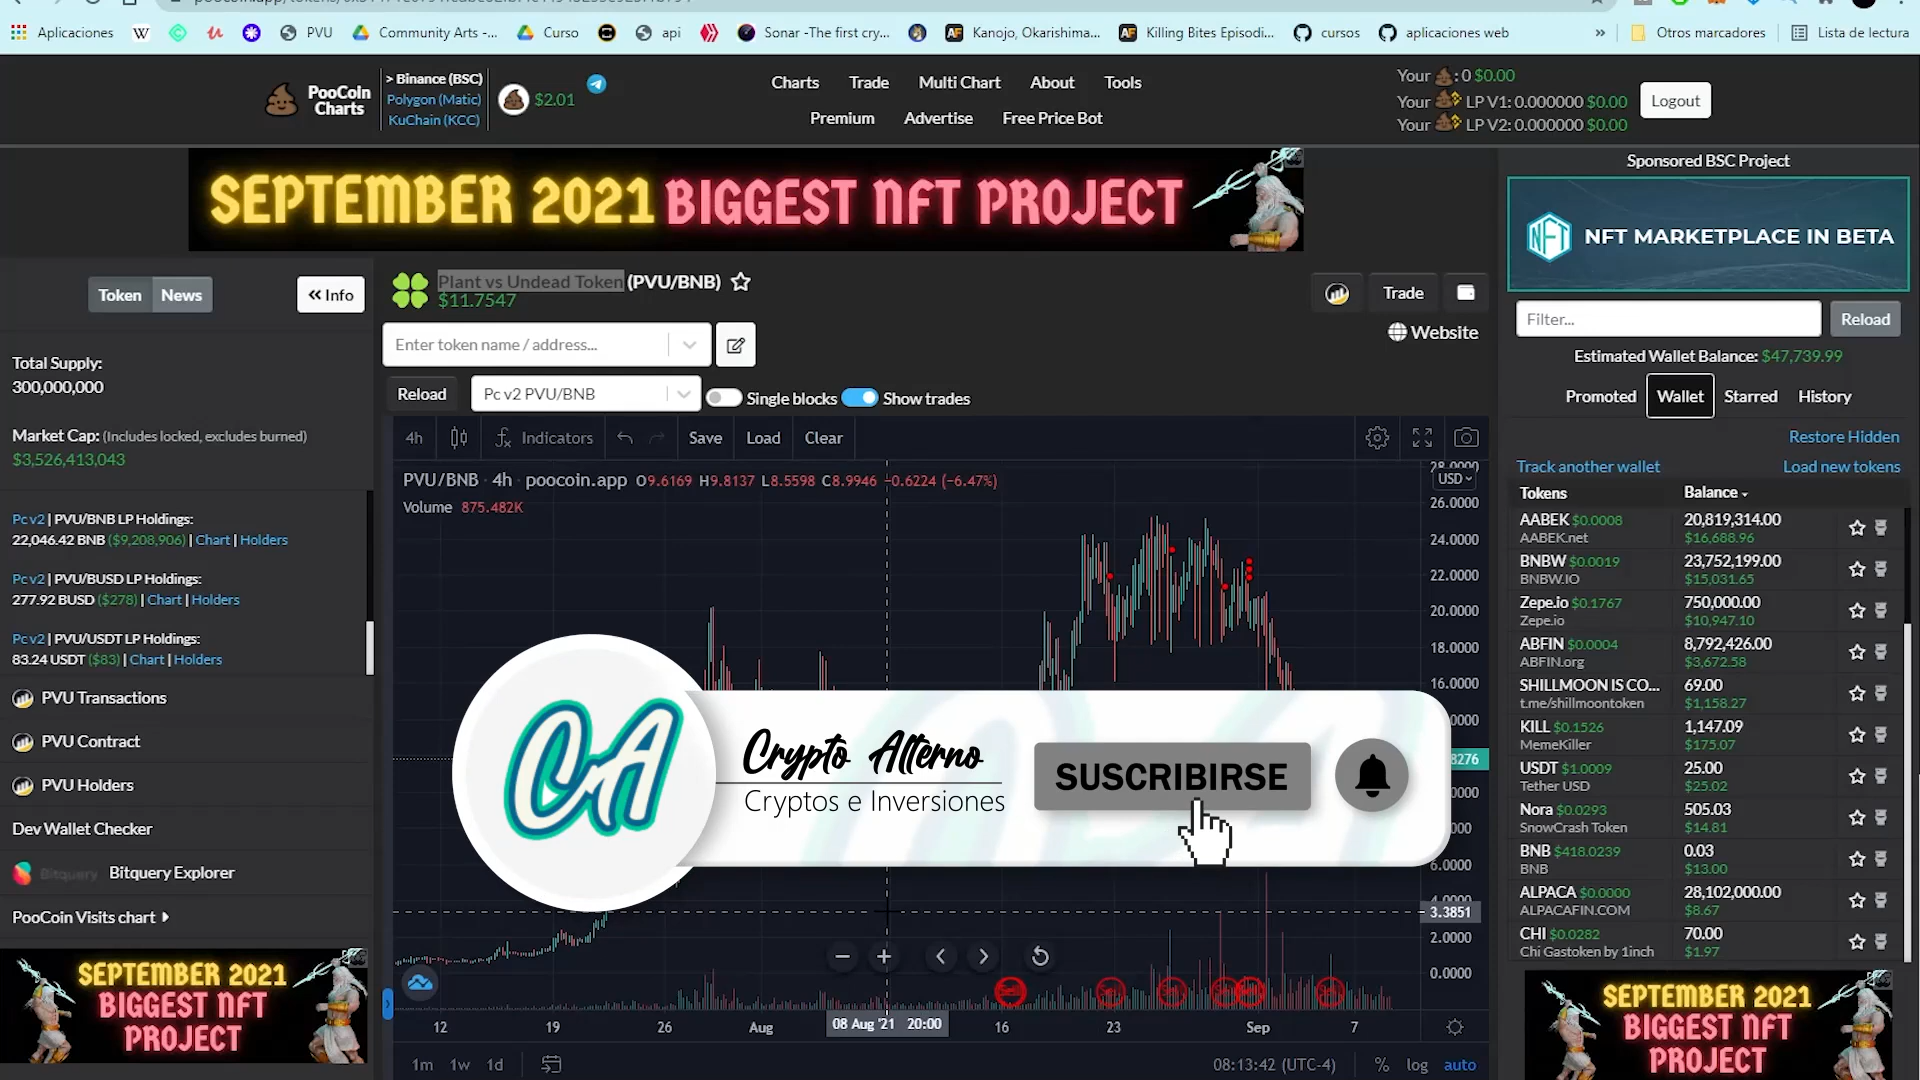 Aplicaciones
PVU
Community Arts -...
Curso
api
Sonar -The first cry...
Kanojo, Okarishima...
Killing Bites Episodi...
cursos
aplicaciones web
»
Otros marcadores
Lista de lectura
PooCoin
Charts
> Binance (BSC)
Polygon (Matic)
KuChain (KCC)
$2.01
Charts
Trade
Multi Chart
About
Tools
Premium
Advertise
Free Price Bot
Your : 0 $0.00
Your LP V1: 0.000000 $0.00
Your LP V2: 0.000000 $0.00
Logout
SEPTEMBER 2021 BIGGEST NFT PROJECT
Sponsored BSC Project
NFT MARKETPLACE IN BETA
Token
News
« Info
Total Supply:
300,000,000
Market Cap: (Includes locked, excludes burned)
$3,526,413,043
Pc v2 | PVU/BNB LP Holdings:
22,046.42 BNB ($9,208,906) | Chart | Holders
Pc v2 | PVU/BUSD LP Holdings:
277.92 BUSD ($278) | Chart | Holders
Pc v2 | PVU/USDT LP Holdings:
83.24 USDT ($83) | Chart | Holders
PVU Transactions
PVU Contract
PVU Holders
Dev Wallet Checker
Bitquery Bitquery Explorer
PooCoin Visits chart
SEPTEMBER 2021
BIGGEST NFT
PROJECT
Plant vs Undead Token (PVU/BNB)
$11.7547
Trade
Website
Enter token name / address...
Reload
Pc v2 PVU/BNB
Single blocks
Show trades
4h
Indicators
Save
Load
Clear
PVU/BNB · 4h · poocoin.app O9.6169 H9.8137 L8.5598 C8.9946 -0.6224 (-6.47%)
Volume 875.482K
28.0000
USD
26.0000
24.0000
22.0000
20.0000
18.0000
16.0000
6.0000
4.0000
3.3851
2.0000
0.0000
CA
Crypto Alterno
Cryptos e Inversiones
SUSCRIBIRSE
Sell
12
19
26
Aug
08 Aug '21 20:00
16
23
Sep
7
1m
1w
1d
08:13:42 (UTC-4)
%
log
auto
Filter...
Reload
Estimated Wallet Balance: $47,739.99
Promoted
Wallet
Starred
History
Restore Hidden
Track another wallet
Load new tokens
Tokens
Balance
AABEK $0.0008 20,819,314.00
AABEK.net $16,688.96
BNBW $0.0019 23,752,199.00
BNBW.IO $15,031.65
Zepe.io $0.1767 750,000.00
Zepe.io $10,947.10
ABFIN $0.0004 8,792,426.00
ABFIN.org $3,672.58
SHILLMOON IS CO... 69.00
t.me/shillmoontoken $1,158.27
KILL $0.1526 1,147.09
MemeKiller $175.07
USDT $1.0009 25.00
Tether USD $25.02
Nora $0.0293 505.03
SnowCrash Token $14.81
BNB $418.0239 0.03
BNB $13.00
ALPACA $0.0000 28,102,000.00
ALPACAFIN.COM $8.67
CHI $0.0282 70.00
Chi Gastoken by 1inch $1.97
SEPTEMBER 2021
BIGGEST NFT
PROJECT